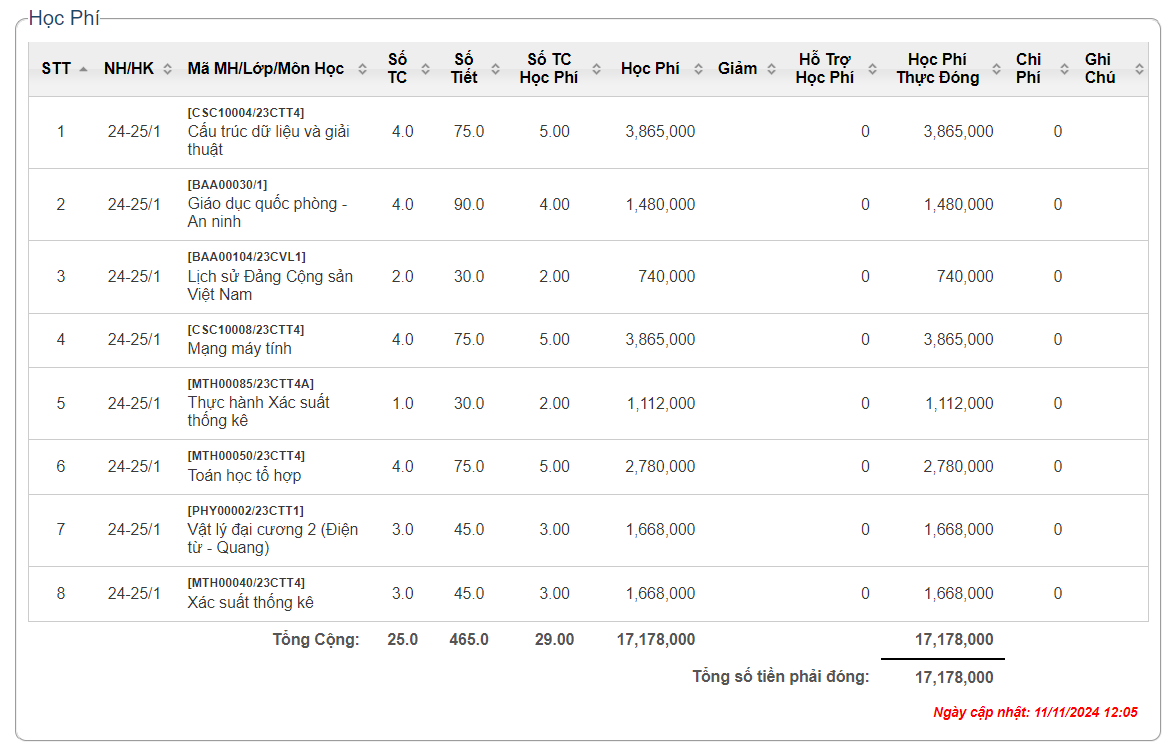 Học Phí
STT NH/HK Mã MH/Lớp/Môn Học Số TC Số Tiết Số TC Học Phí Học Phí Giảm Hỗ Trợ Học Phí Học Phí Thực Đóng Chi Phí Ghi Chú
[CSC10004/23CTT4]
1 24-25/1 Cấu trúc dữ liệu và giải 4.0 75.0 5.00 3,865,000 0 3,865,000 0
thuật
[BAA00030/1]
2 24-25/1 Giáo dục quốc phòng - 4.0 90.0 4.00 1,480,000 0 1,480,000 0
An ninh
[BAA00104/23CVL1]
3 24-25/1 Lịch sử Đảng Cộng sản 2.0 30.0 2.00 740,000 0 740,000 0
Việt Nam
[CSC10008/23CTT4]
4 24-25/1 Mạng máy tính 4.0 75.0 5.00 3,865,000 0 3,865,000 0
[MTH00085/23CTT4A]
5 24-25/1 Thực hành Xác suất 1.0 30.0 2.00 1,112,000 0 1,112,000 0
thống kê
[MTH00050/23CTT4]
6 24-25/1 Toán học tổ hợp 4.0 75.0 5.00 2,780,000 0 2,780,000 0
[PHY00002/23CTT1]
7 24-25/1 Vật lý đại cương 2 (Điện 3.0 45.0 3.00 1,668,000 0 1,668,000 0
từ - Quang)
[MTH00040/23CTT4]
8 24-25/1 Xác suất thống kê 3.0 45.0 3.00 1,668,000 0 1,668,000 0
Tổng Cộng: 25.0 465.0 29.00 17,178,000 17,178,000
Tổng số tiền phải đóng: 17,178,000
Ngày cập nhật: 11/11/2024 12:05